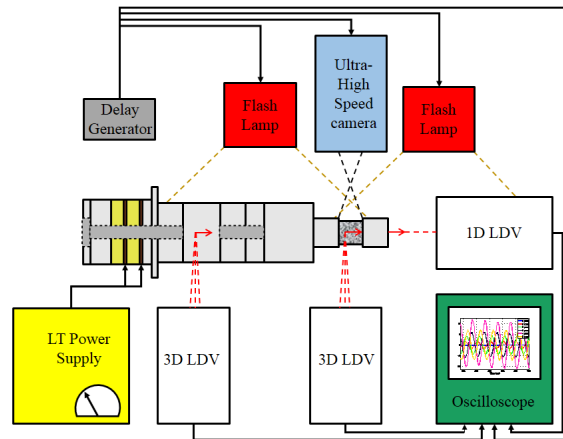 Ultra-
High
Speed
camera
Flash
Lamp
Flash
Lamp
Delay
Generator
1D LDV
LT Power
Supply
3D LDV
3D LDV
Oscilloscope